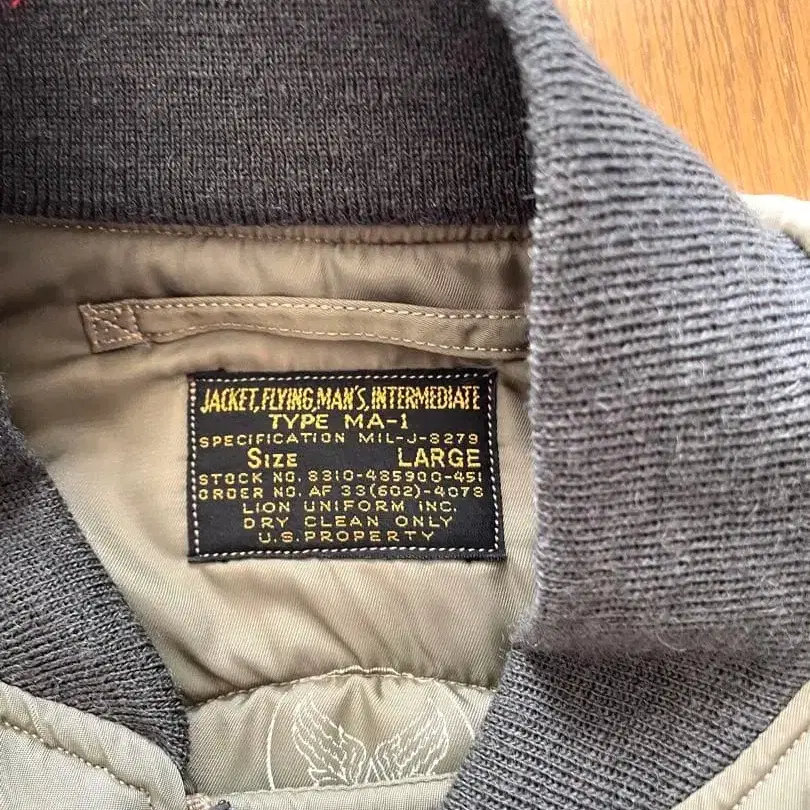 JACKET, FLYING, MAN'S, INTERMEDIATE
TYPE MA-1
SPECIFICATION MIL-J-8279
SIZE LARGE
STOCK NO. 8310-485900-451
ORDER NO. AF 33(602)-4078
LION UNIFORM INC.
DRY CLEAN ONLY
U.S. PROPERTY